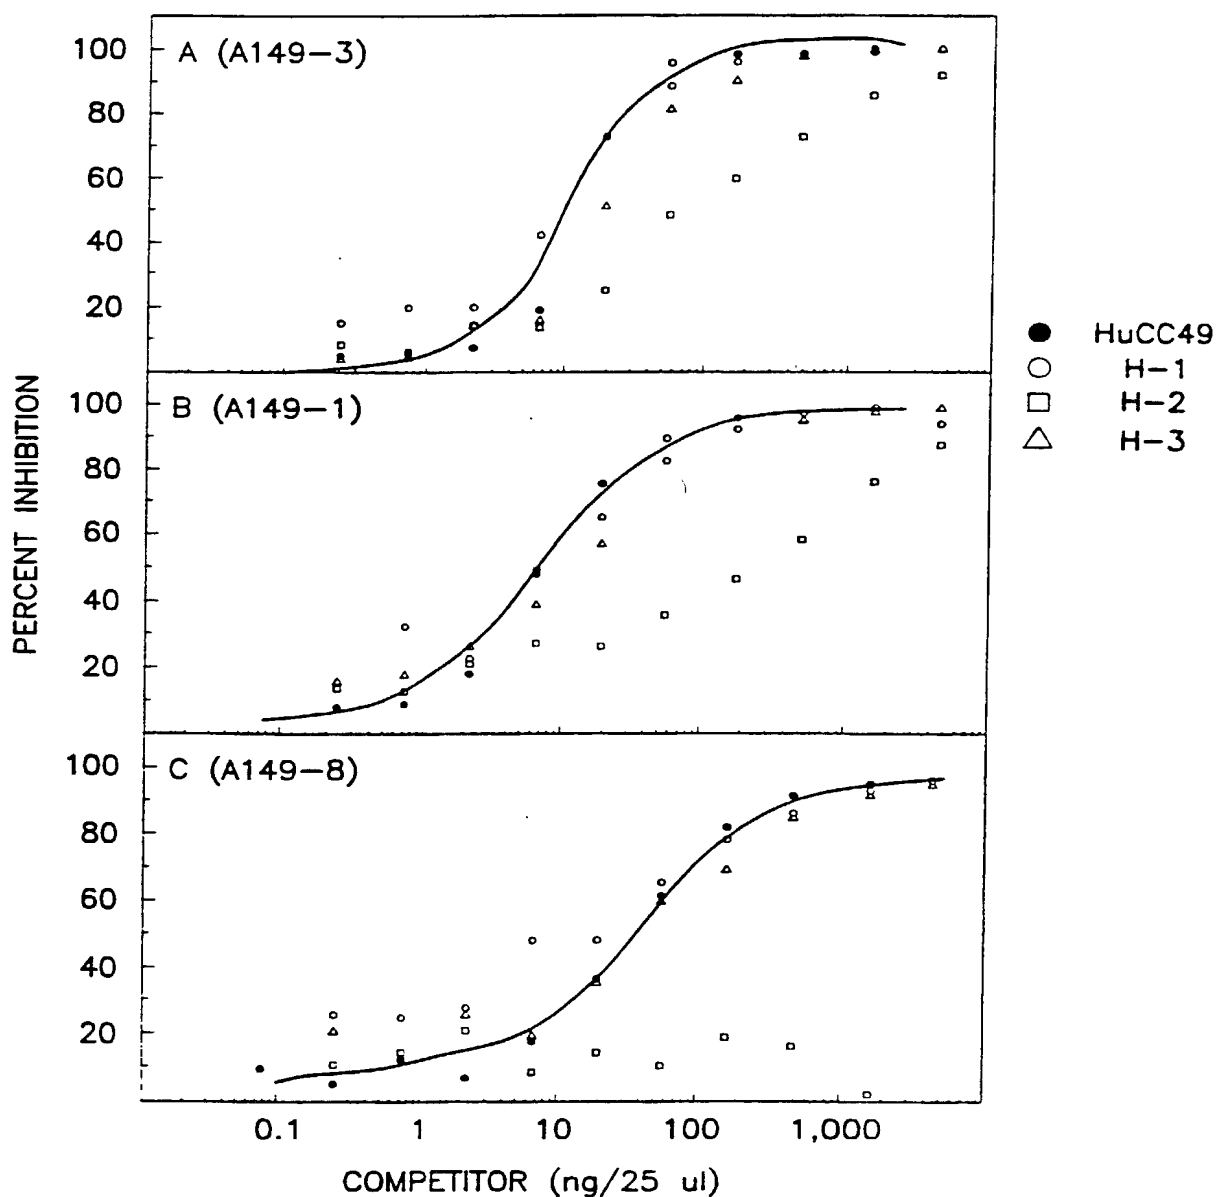 A (A149-3)
100
80
60
40
20
B (A149-1)
100
80
60
40
20
C (A149-8)
100
80
60
40
20
PERCENT INHIBITION
0.1 1 10 100 1,000
COMPETITOR (ng/25 ul)
HuCC49
H-1
H-2
H-3